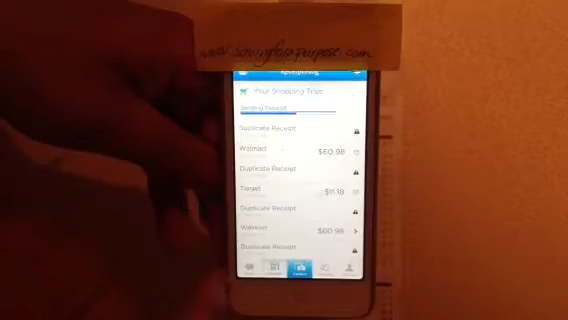 www.savingforapurpose.com
Your Shopping Trips
Sending Receipt
Duplicate Receipt
Walmart
$60.98
Duplicate Receipt
Target
$11.18
Duplicate Receipt
Walmart
$60.98
Duplicate Receipt